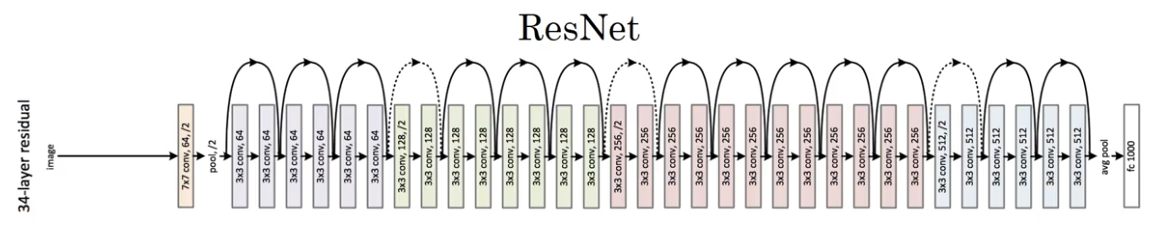 ResNet
34-layer residual
image
7x7 conv, 64, /2
pool, /2
3x3 conv, 64
3x3 conv, 64
3x3 conv, 64
3x3 conv, 64
3x3 conv, 64
3x3 conv, 64
3x3 conv, 128, /2
3x3 conv, 128
3x3 conv, 128
3x3 conv, 128
3x3 conv, 128
3x3 conv, 128
3x3 conv, 128
3x3 conv, 128
3x3 conv, 256, /2
3x3 conv, 256
3x3 conv, 256
3x3 conv, 256
3x3 conv, 256
3x3 conv, 256
3x3 conv, 256
3x3 conv, 256
3x3 conv, 256
3x3 conv, 256
3x3 conv, 256
3x3 conv, 256
3x3 conv, 512, /2
3x3 conv, 512
3x3 conv, 512
3x3 conv, 512
3x3 conv, 512
3x3 conv, 512
avg pool
fc 1000